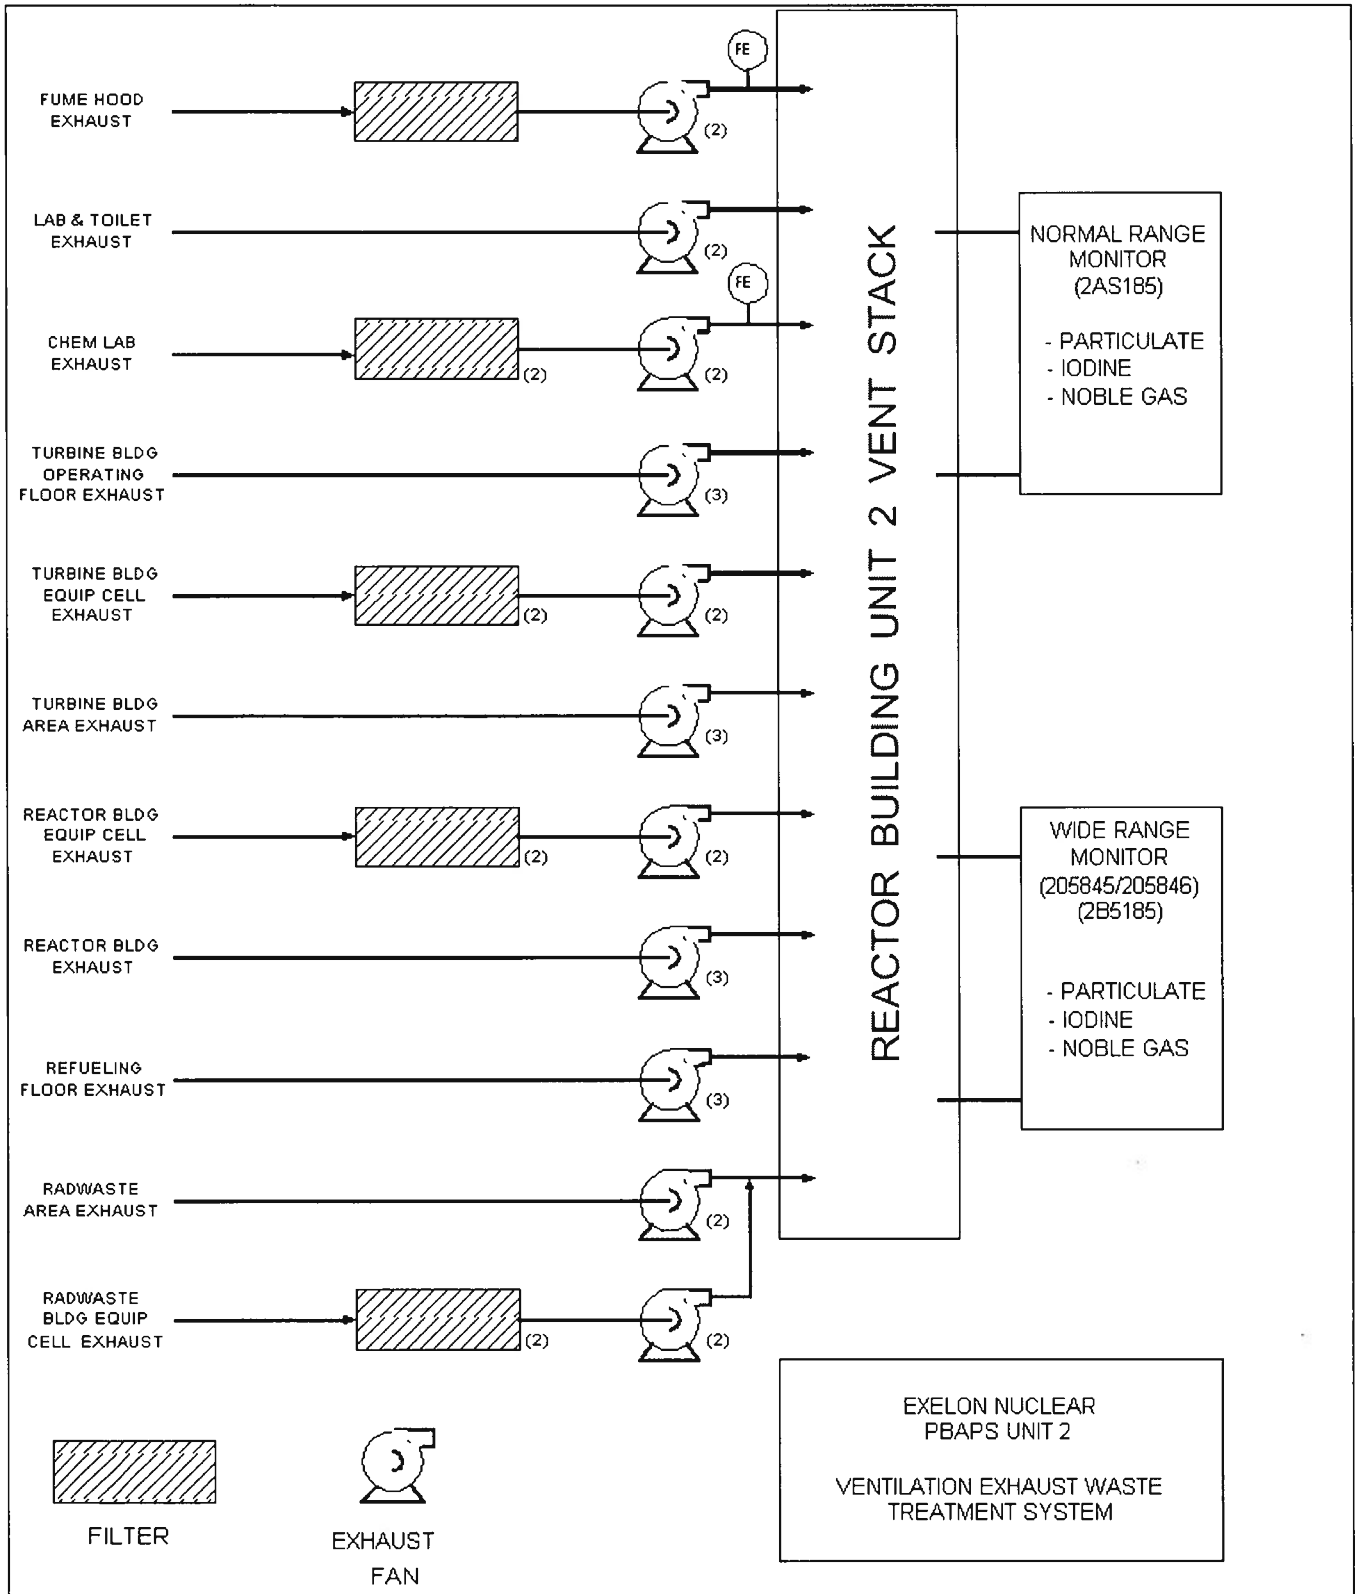 FE
FUME HOOD
EXHAUST
(2)
LAB & TOILET
EXHAUST
(2)
FE
CHEM LAB
EXHAUST
(2)
(2)
TURBINE BLDG
OPERATING
FLOOR EXHAUST
(3)
TURBINE BLDG
EQUIP CELL
EXHAUST
(2)
(2)
TURBINE BLDG
AREA EXHAUST
(3)
REACTOR BLDG
EQUIP CELL
EXHAUST
(2)
(2)
REACTOR BLDG
EXHAUST
(3)
REFUELING
FLOOR EXHAUST
(3)
RADWASTE
AREA EXHAUST
(2)
RADWASTE
BLDG EQUIP
CELL EXHAUST
(2)
(2)
REACTOR BUILDING UNIT 2 VENT STACK
NORMAL RANGE
MONITOR
(2AS185)
- PARTICULATE
- IODINE
- NOBLE GAS
WIDE RANGE
MONITOR
(205845/205846)
(2B5185)
- PARTICULATE
- IODINE
- NOBLE GAS
FILTER
EXHAUST
FAN
EXELON NUCLEAR
PBAPS UNIT 2
VENTILATION EXHAUST WASTE
TREATMENT SYSTEM